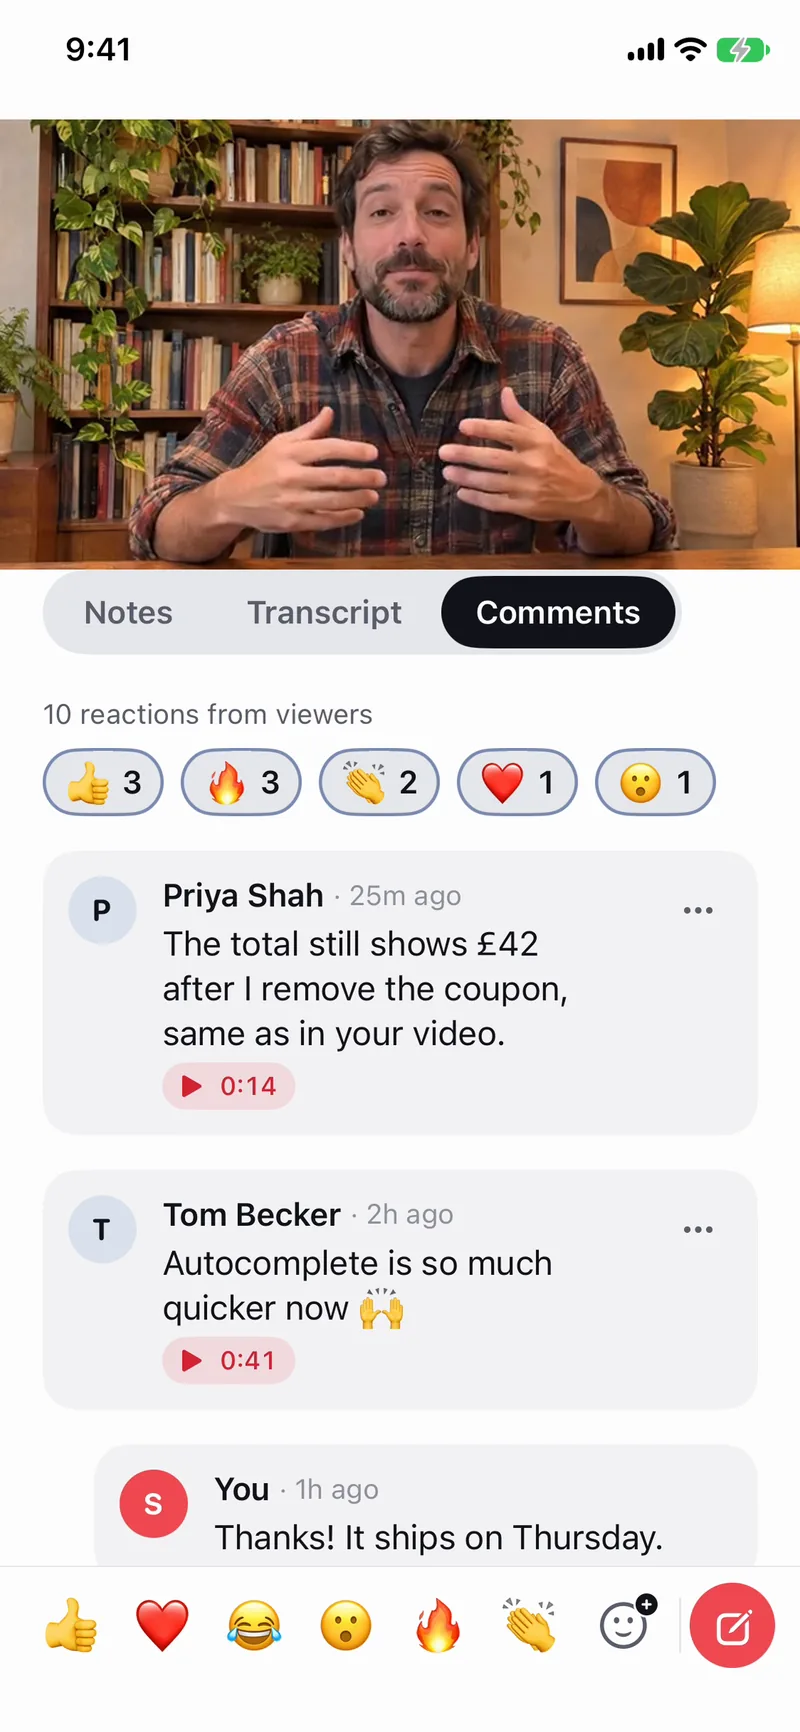 9:41
Notes Transcript Comments
10 reactions from viewers
👍 3 🔥 3 👏 2 ❤️ 1 😮 1
P
Priya Shah · 25m ago
The total still shows £42
after I remove the coupon,
same as in your video.
0:14
T
Tom Becker · 2h ago
Autocomplete is so much
quicker now 🙌
0:41
S
You · 1h ago
Thanks! It ships on Thursday.